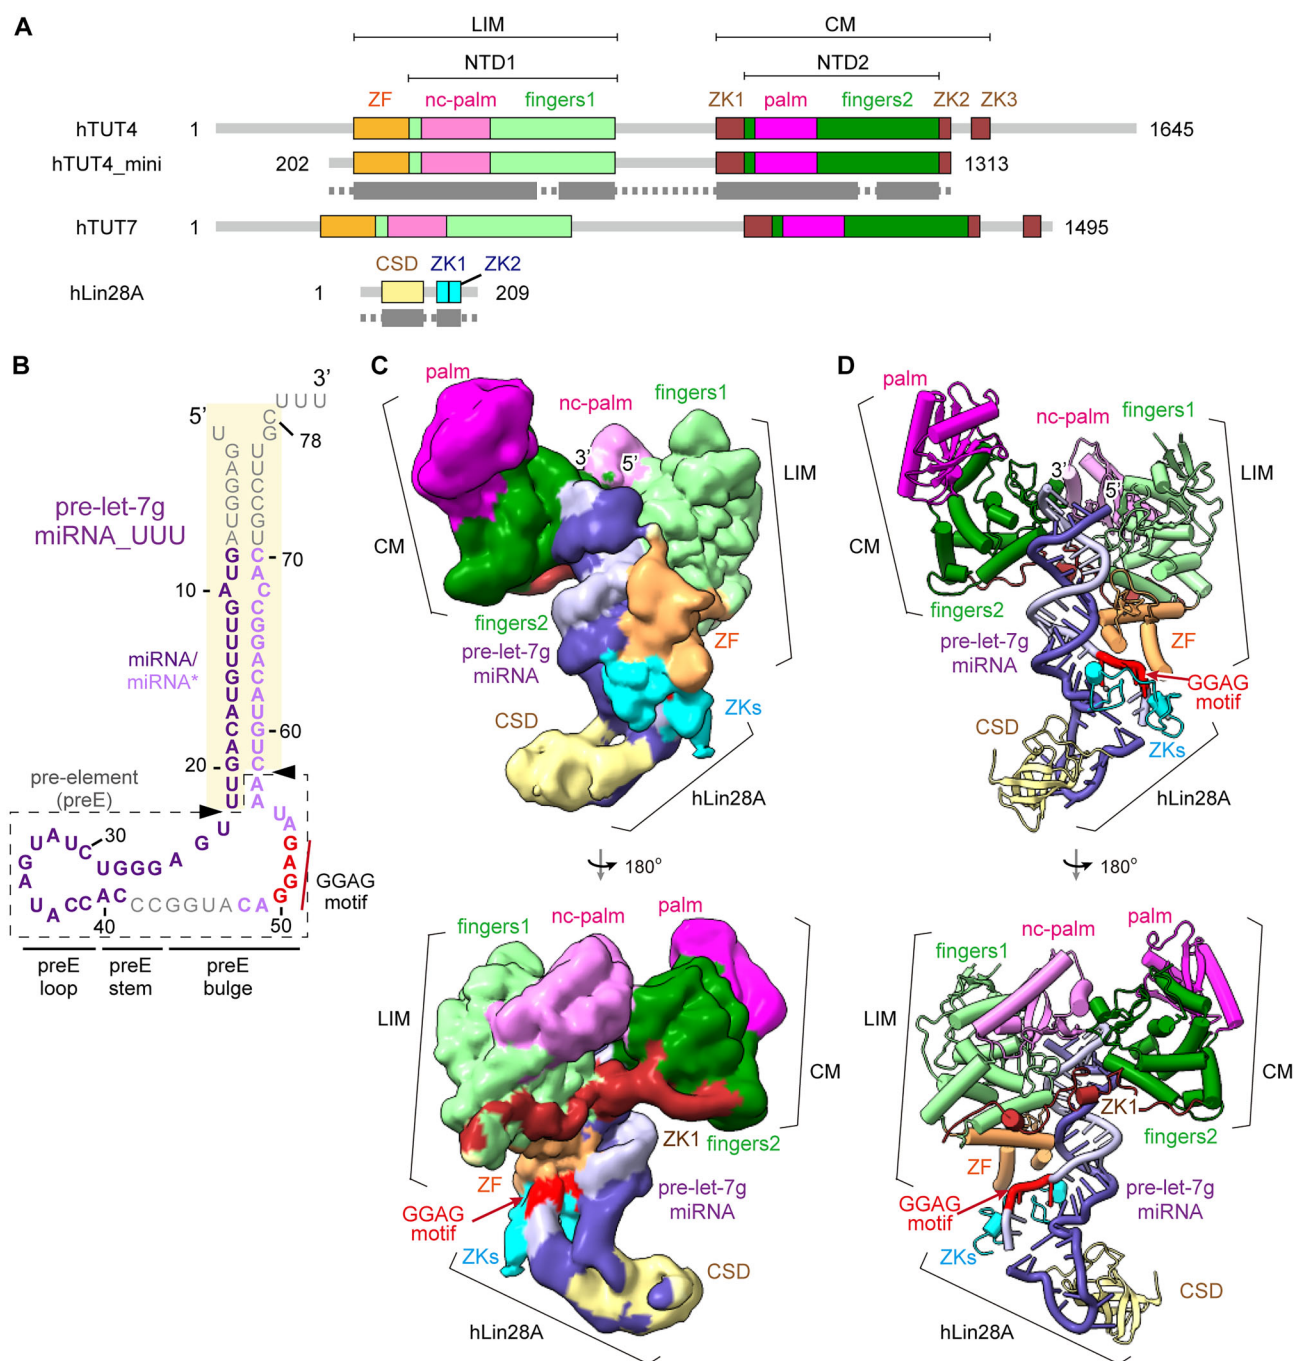 A
LIM
CM
NTD1
NTD2
ZF
nc-palm
fingers1
ZK1
palm
fingers2
ZK2
ZK3
hTUT4
1
1645
hTUT4_mini
202
1313
hTUT7
1
1495
CSD
ZK1
ZK2
hLin28A
1
209
B
3'
UUU
5'
78
UGAGGUAGUAGUUUGUACAGUU
CGUUCCGUCACCGGACAUGUCAA
pre-let-7g
miRNA_UUU
70
10
miRNA/
miRNA*
60
20
pre-element
(preE)
UG
AGGGU
30
CUAUGAUACCAC
CCGGUACA
UAGAGG
GGAG
motif
40
50
preE
loop
preE
stem
preE
bulge
C
palm
nc-palm
fingers1
3'
5'
LIM
CM
fingers2
pre-let-7g
miRNA
ZF
CSD
ZKs
hLin28A
180°
fingers1
nc-palm
palm
LIM
CM
ZK1
fingers2
ZF
GGAG
motif
pre-let-7g
miRNA
ZKs
CSD
hLin28A
D
palm
nc-palm
fingers1
3'
5'
LIM
CM
fingers2
pre-let-7g
miRNA
ZF
GGAG
motif
CSD
ZKs
hLin28A
180°
fingers1
nc-palm
palm
LIM
CM
ZK1
fingers2
ZF
GGAG
motif
pre-let-7g
miRNA
ZKs
CSD
hLin28A